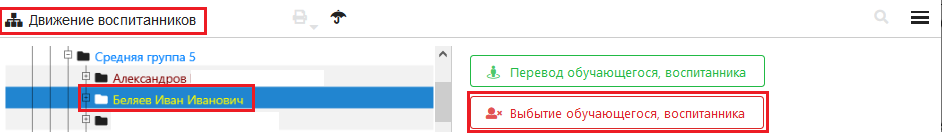 Движение воспитанников
Средняя группа 5
Александров
Беляев Иван Иванович
Перевод обучающегося, воспитанника
Выбытие обучающегося, воспитанника